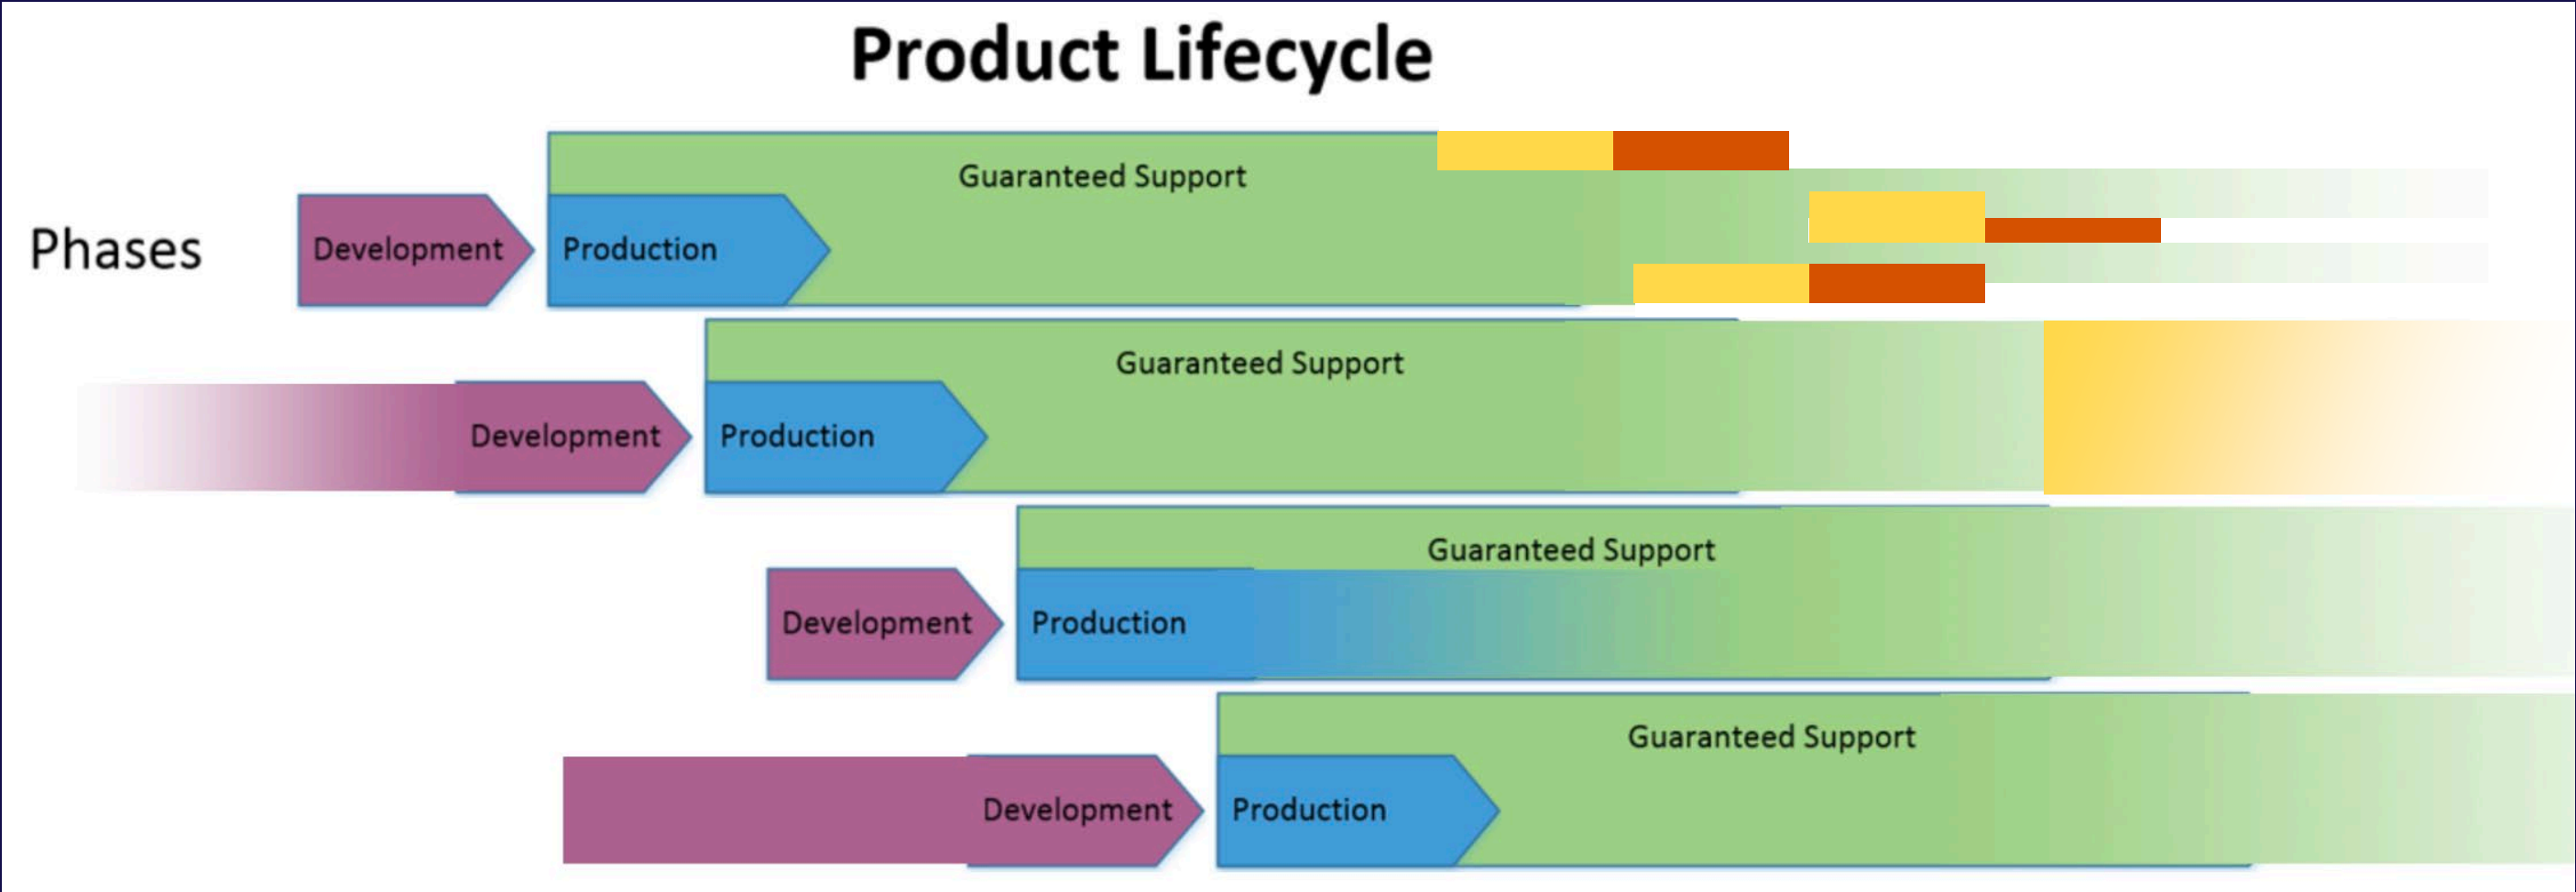 Product Lifecycle
Guaranteed Support
Phases
Development
Production
Guaranteed Support
Development
Production
Guaranteed Support
Development
Production
Guaranteed Support
Development
Production